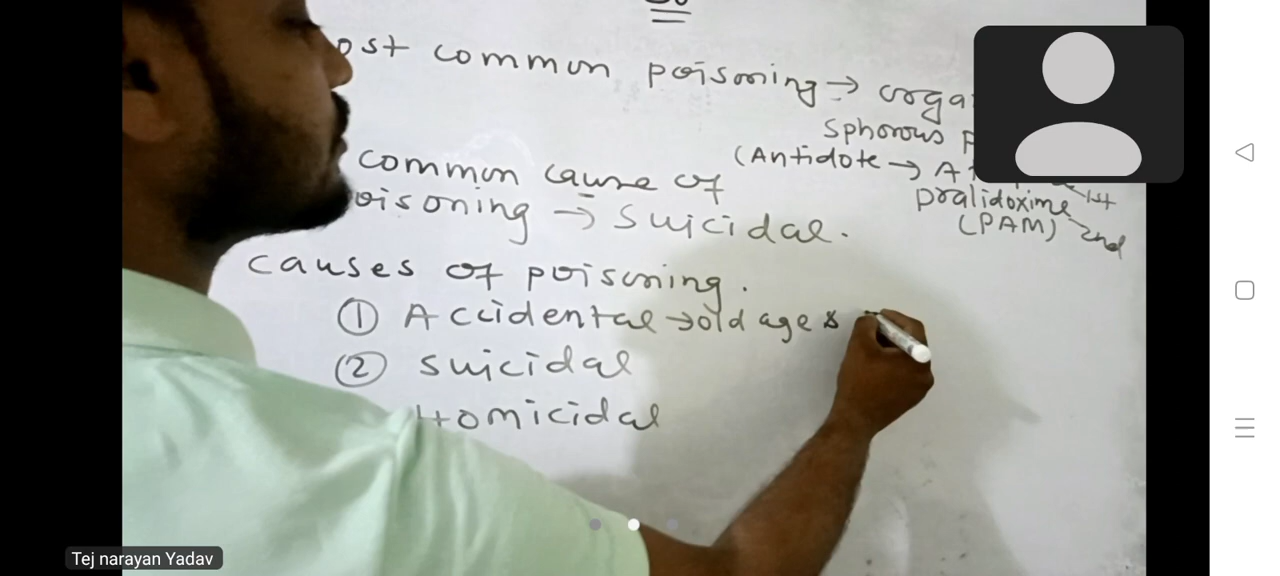 ost common poisoning → orga
sphorous p
(Antidote → At
pralidoxime
1st
(PAM) 2nd
common cause of
oisoning → suicidal.
causes of poisoning.
① Accidental → old age &
② suicidal
Homicidal
Tej narayan Yadav